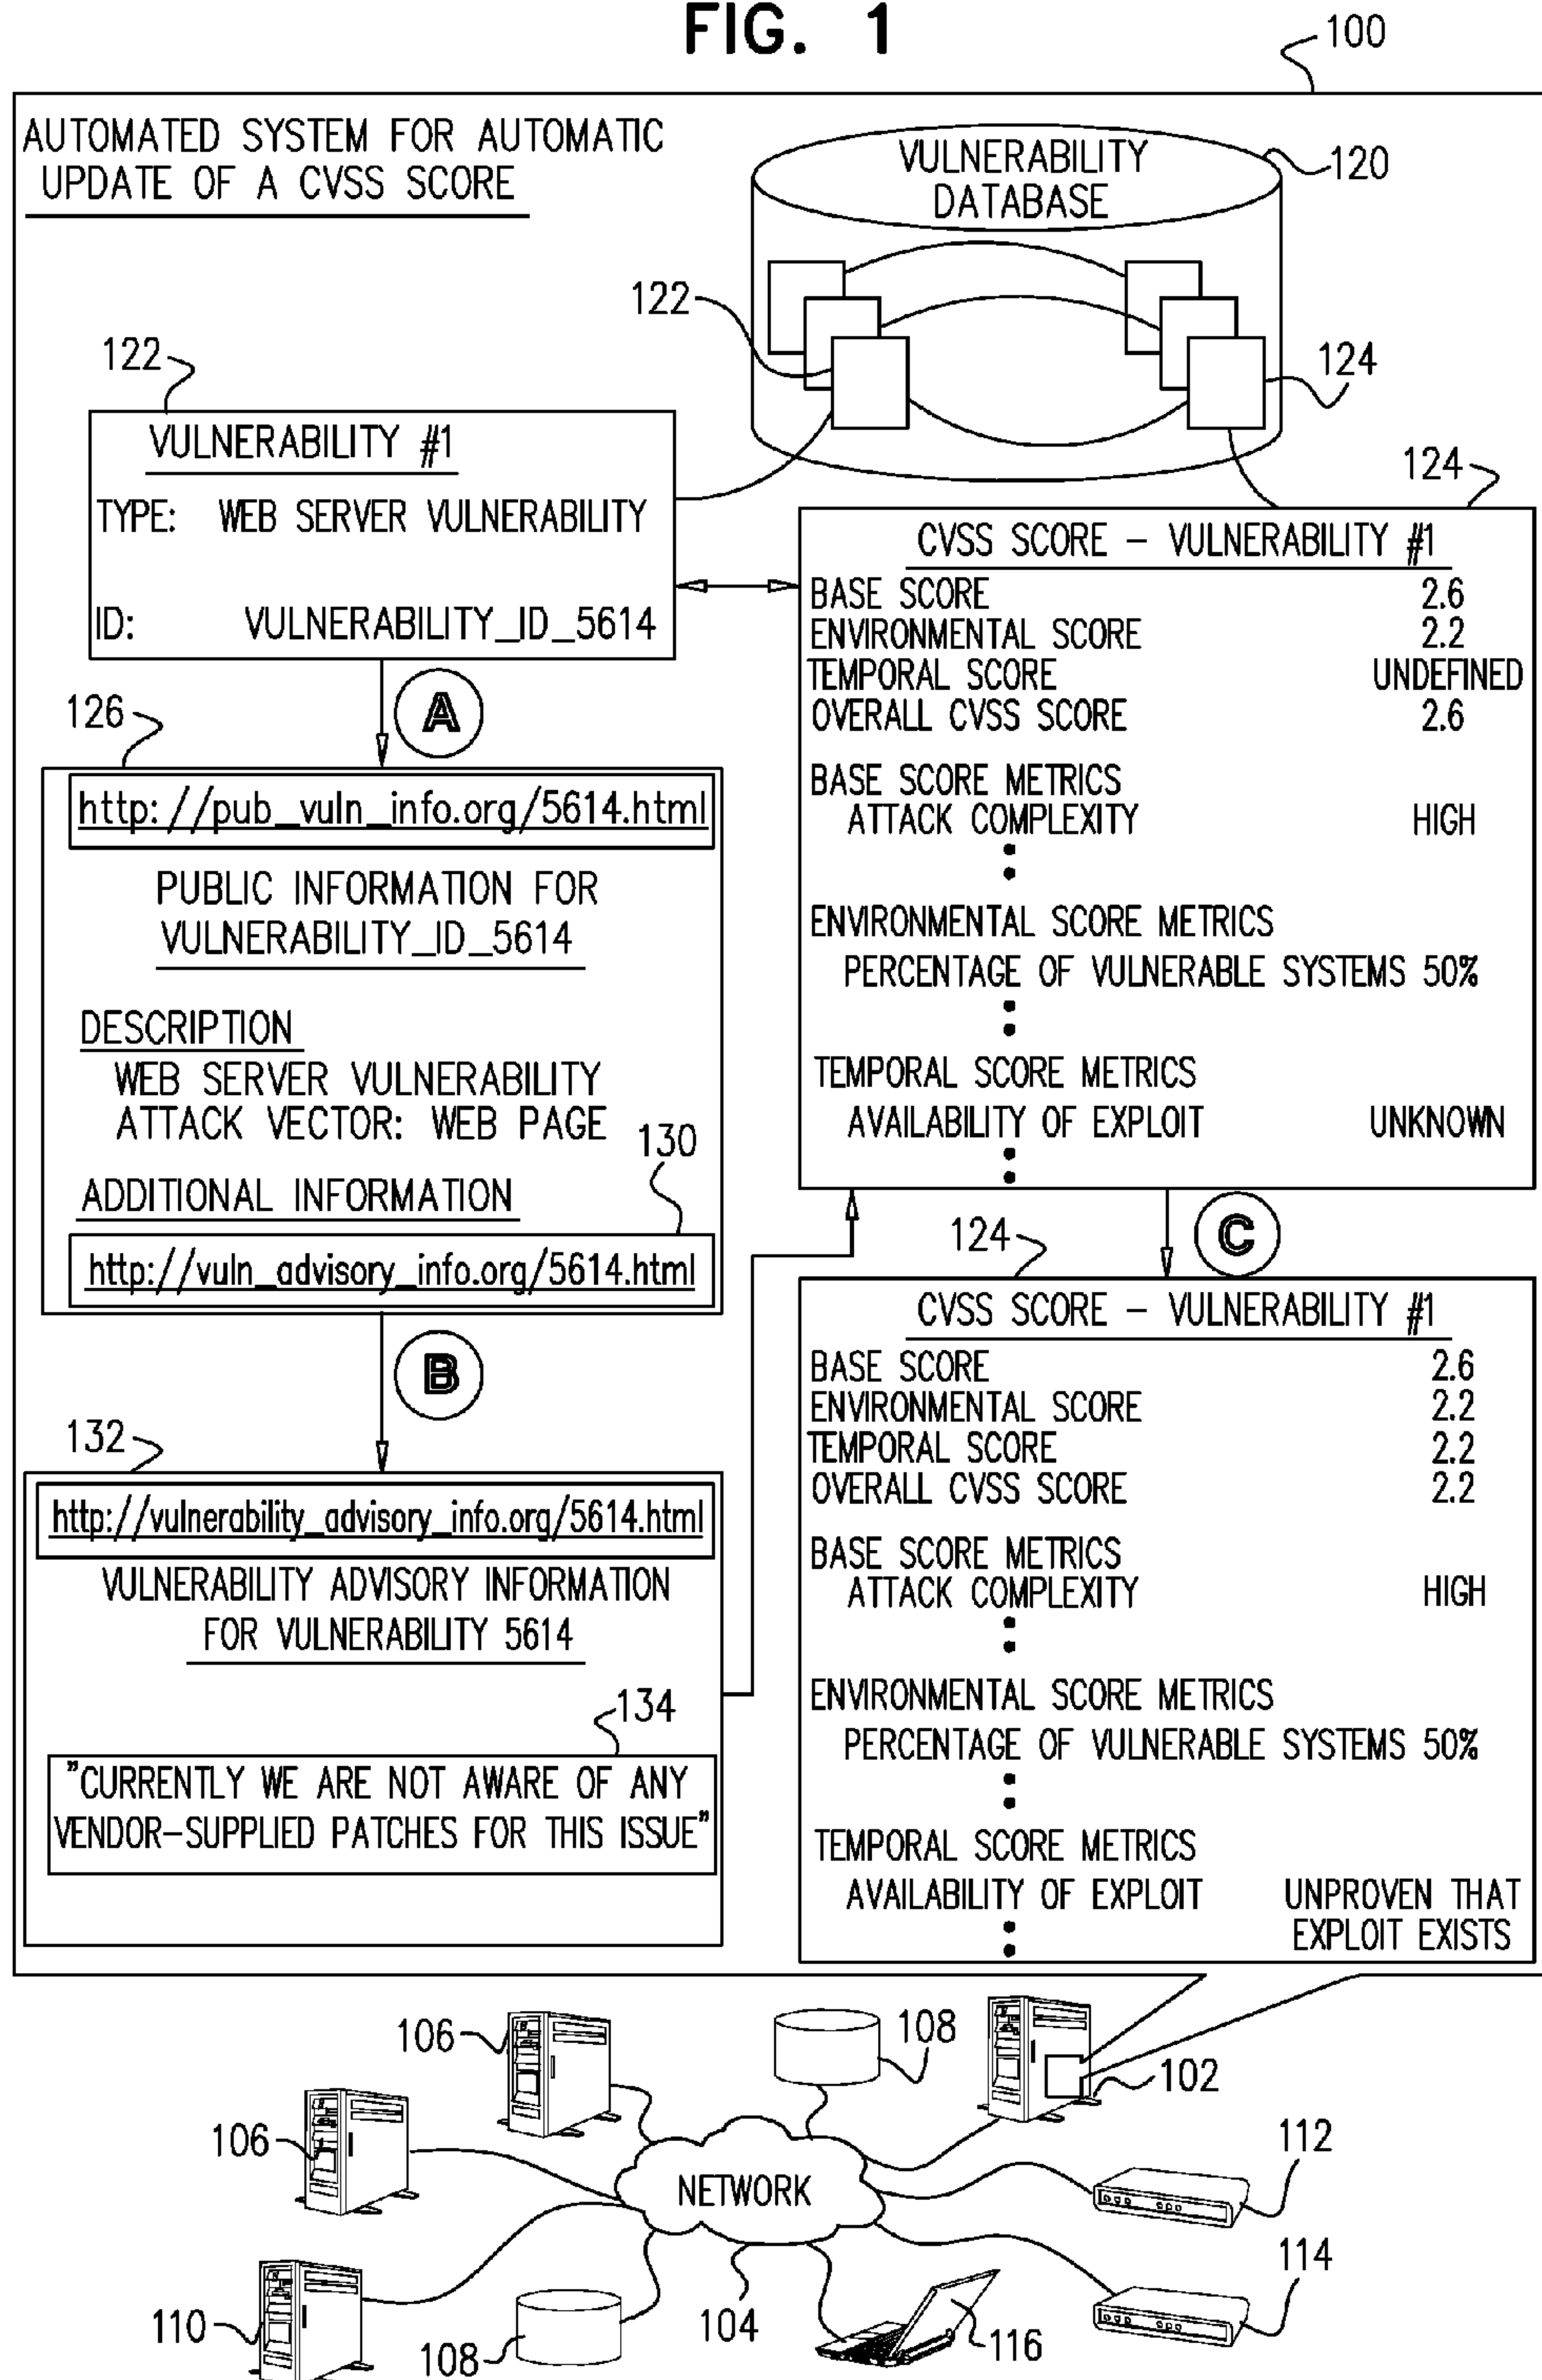 FIG. 1
100
AUTOMATED SYSTEM FOR AUTOMATIC
UPDATE OF A CVSS SCORE
VULNERABILITY
DATABASE
120
122
124
122
VULNERABILITY #1
TYPE: WEB SERVER VULNERABILITY
ID: VULNERABILITY_ID_5614
A
126
http://pub_vuln_info.org/5614.html
PUBLIC INFORMATION FOR
VULNERABILITY_ID_5614
DESCRIPTION
WEB SERVER VULNERABILITY
ATTACK VECTOR: WEB PAGE
130
ADDITIONAL INFORMATION
http://vuln_advisory_info.org/5614.html
B
132
http://vulnerability_advisory_info.org/5614.html
VULNERABILITY ADVISORY INFORMATION
FOR VULNERABILITY 5614
134
"CURRENTLY WE ARE NOT AWARE OF ANY
VENDOR-SUPPLIED PATCHES FOR THIS ISSUE"
124
CVSS SCORE - VULNERABILITY #1
BASE SCORE 2.6
ENVIRONMENTAL SCORE 2.2
TEMPORAL SCORE UNDEFINED
OVERALL CVSS SCORE 2.6
BASE SCORE METRICS
ATTACK COMPLEXITY HIGH
ENVIRONMENTAL SCORE METRICS
PERCENTAGE OF VULNERABLE SYSTEMS 50%
TEMPORAL SCORE METRICS
AVAILABILITY OF EXPLOIT UNKNOWN
C
124
CVSS SCORE - VULNERABILITY #1
BASE SCORE 2.6
ENVIRONMENTAL SCORE 2.2
TEMPORAL SCORE 2.2
OVERALL CVSS SCORE 2.2
BASE SCORE METRICS
ATTACK COMPLEXITY HIGH
ENVIRONMENTAL SCORE METRICS
PERCENTAGE OF VULNERABLE SYSTEMS 50%
TEMPORAL SCORE METRICS
AVAILABILITY OF EXPLOIT UNPROVEN THAT
EXPLOIT EXISTS
106
108
102
106
NETWORK
112
114
110
108
104
116